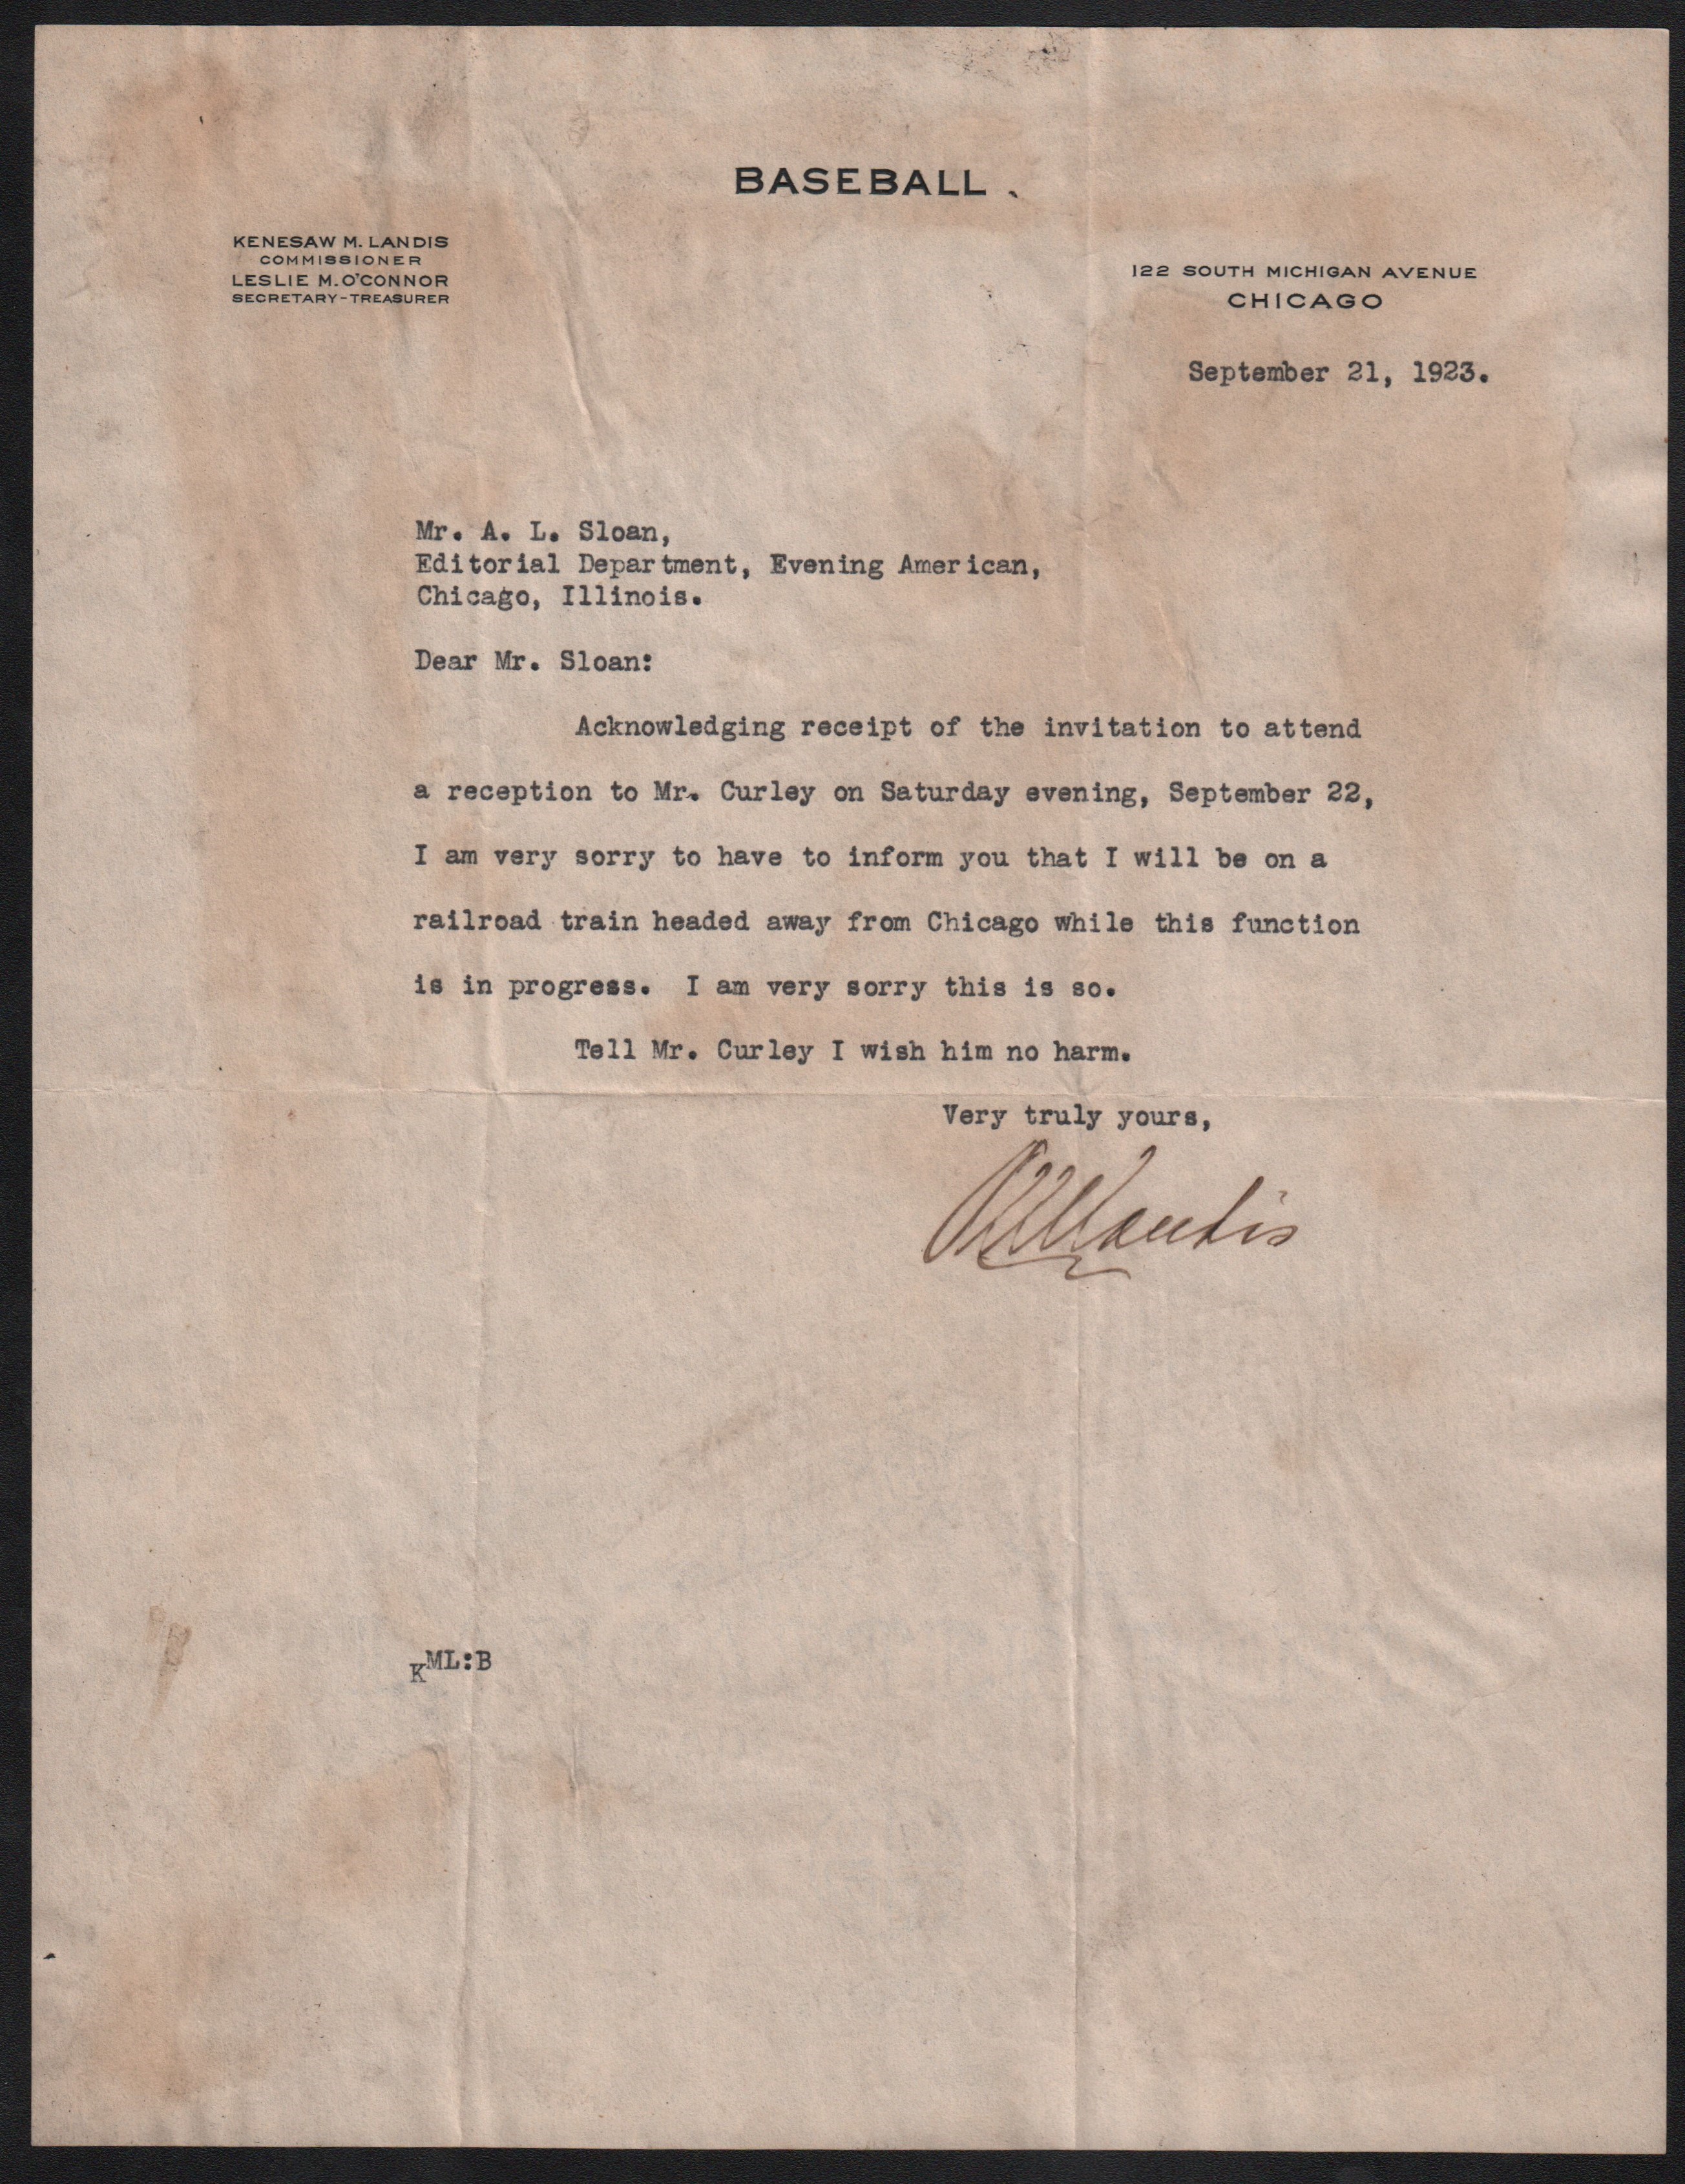 BASEBALL
KENESAW M. LANDIS
COMMISSIONER
LESLIE M. O'CONNOR
SECRETARY-TREASURER
122 SOUTH MICHIGAN AVENUE
CHICAGO
September 21, 1923.
Mr. A. L. Sloan,
Editorial Department, Evening American,
Chicago, Illinois.
Dear Mr. Sloan:
Acknowledging receipt of the invitation to attend
a reception to Mr. Curley on Saturday evening, September 22,
I am very sorry to have to inform you that I will be on a
railroad train headed away from Chicago while this function
is in progress. I am very sorry this is so.
Tell Mr. Curley I wish him no harm.
Very truly yours,
KMLandis
KML:B